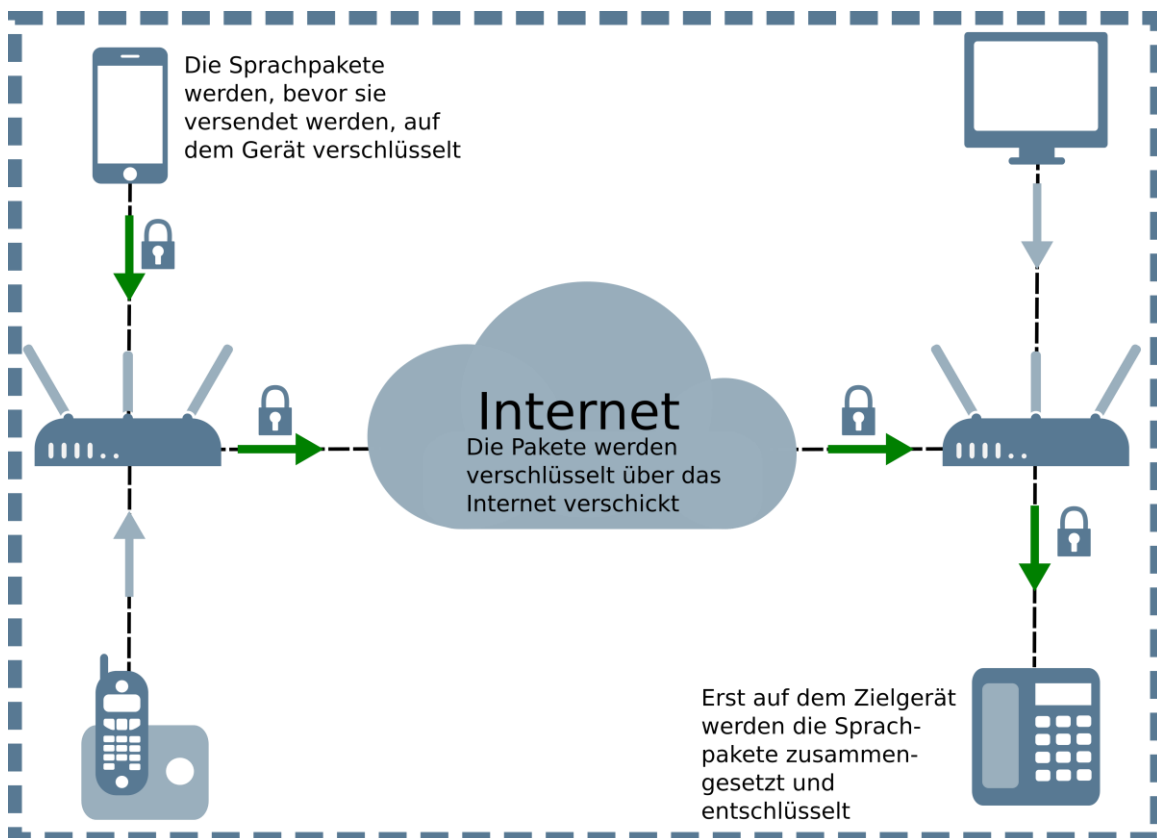 Die Sprachpakete
werden, bevor sie
versendet werden, auf
dem Gerät verschlüsselt
Internet
Die Pakete werden
verschlüsselt über das
Internet verschickt
Erst auf dem Zielgerät
werden die Sprach-
pakete zusammen-
gesetzt und
entschlüsselt